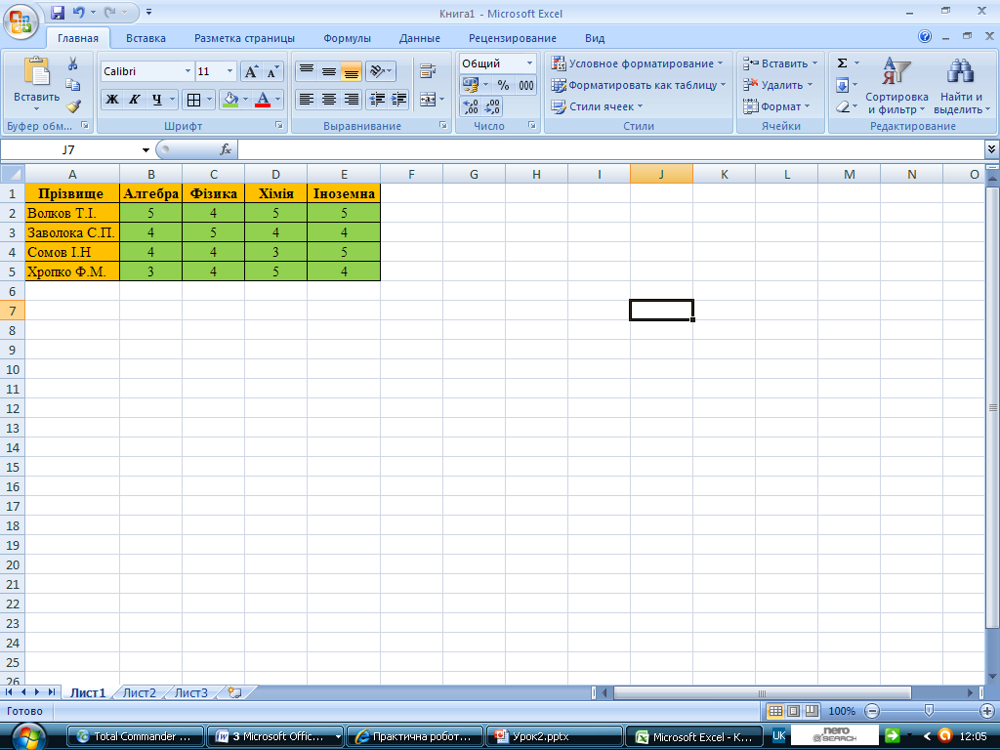 Книга1 - Microsoft Excel
Главная Вставка Разметка страницы Формулы Данные Рецензирование Вид
Вставить
Буфер обм...
Calibri 11
Ж К Ч
Шрифт
Выравнивание
Общий
% 000
Число
Условное форматирование
Форматировать как таблицу
Стили ячеек
Стили
Вставить
Удалить
Формат
Ячейки
Σ
Сортировка и фильтр
Найти и выделить
Редактирование
J7 fx
A B C D E F G H I J K L M N O
1 Прізвище Алгебра Фізика Хімія Іноземна
2 Волков Т.І. 5 4 5 5
3 Заволока С.П. 4 5 4 4
4 Сомов І.Н 4 4 3 5
5 Хропко Ф.М. 3 4 5 4
6
7
8
9
10
11
12
13
14
15
16
17
18
19
20
21
22
23
24
25
26
Лист1 Лист2 Лист3
Готово 100%
Total Commander ... 3 Microsoft Offic... Практична робот... Урок2.pptx Microsoft Excel - К... UK nero SEARCH 12:05